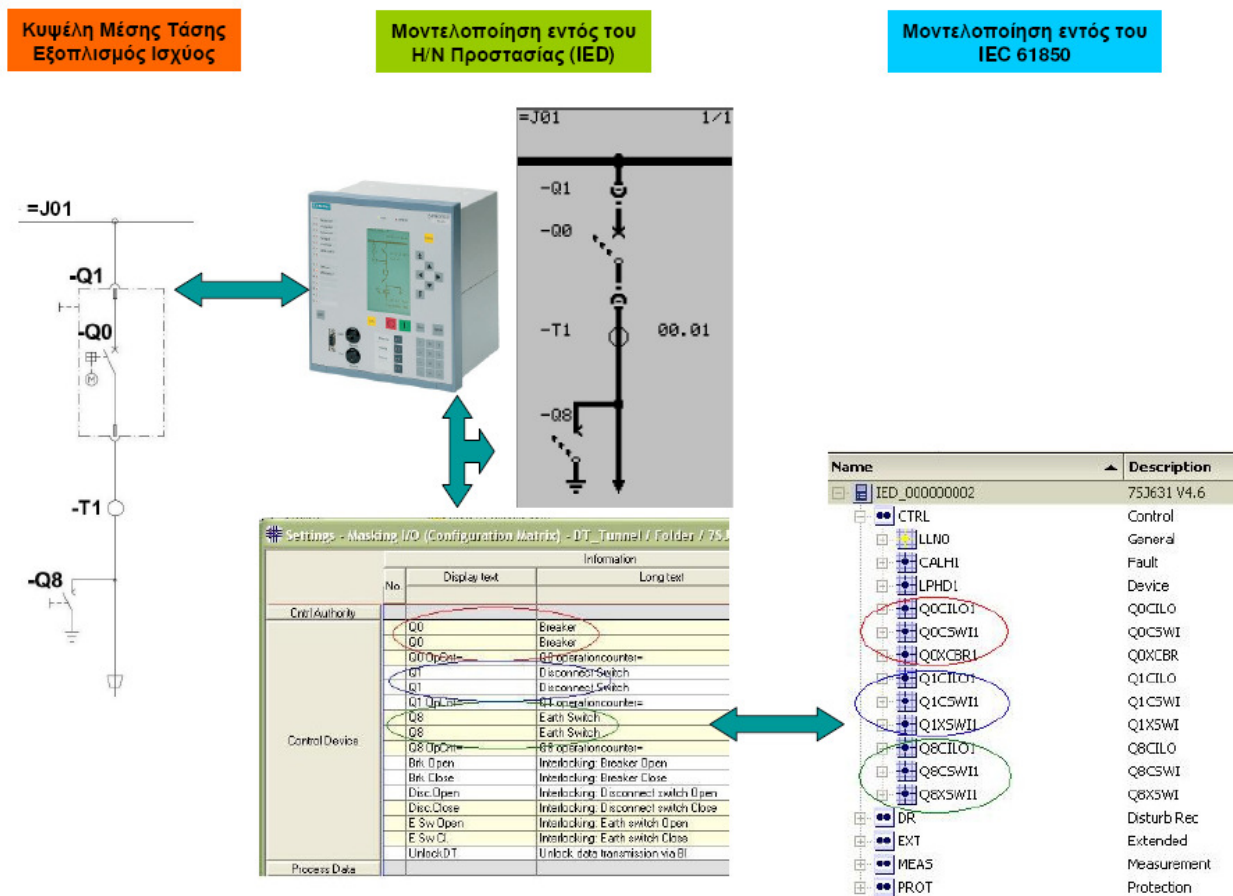 Κυψέλη Μέσης Τάσης
Εξοπλισμός Ισχύος
Μοντελοποίηση εντός του
Η/Ν Προστασίας (IED)
Μοντελοποίηση εντός του
IEC 61850
=J01
-Q1
-Q0
M
-T1
-Q8
=J01 1/1
-Q1
-Q0
-T1 00.01
-Q8
Settings - Masking I/O (Configuration Matrix) - DT_Tunnel / Folder / 7SJ
Information
No. Display text Long text
Cntrl Authority
Control Device
Q0 Breaker
Q0 Breaker
Q0 OpCnt= Q0 operationcounter=
Q1 Disconnect Switch
Q1 Disconnect Switch
Q1 OpCnt= Q1 operationcounter=
Q8 Earth Switch
Q8 Earth Switch
Q8 OpCnt= Q8 operationcounter=
Brk Open Interlocking: Breaker Open
Brk Close Interlocking: Breaker Close
Disc.Open Interlocking: Disconnect switch Open
Disc.Close Interlocking: Disconnect switch Close
E Sw Open Interlocking: Earth switch Open
E Sw Cl. Interlocking: Earth switch Close
UnlockDT Unlock data transmission via BI
Process Data
Name Description
IED_000000002 7SJ631 V4.6
CTRL Control
LLN0 General
CALH1 Fault
LPHD1 Device
Q0CILO1 Q0CILO
Q0CSWI1 Q0CSWI
Q0XCBR1 Q0XCBR
Q1CILO1 Q1CILO
Q1CSWI1 Q1CSWI
Q1XSWI1 Q1XSWI
Q8CILO1 Q8CILO
Q8CSWI1 Q8CSWI
Q8XSWI1 Q8XSWI
DR Disturb Rec
EXT Extended
MEAS Measurement
PROT Protection